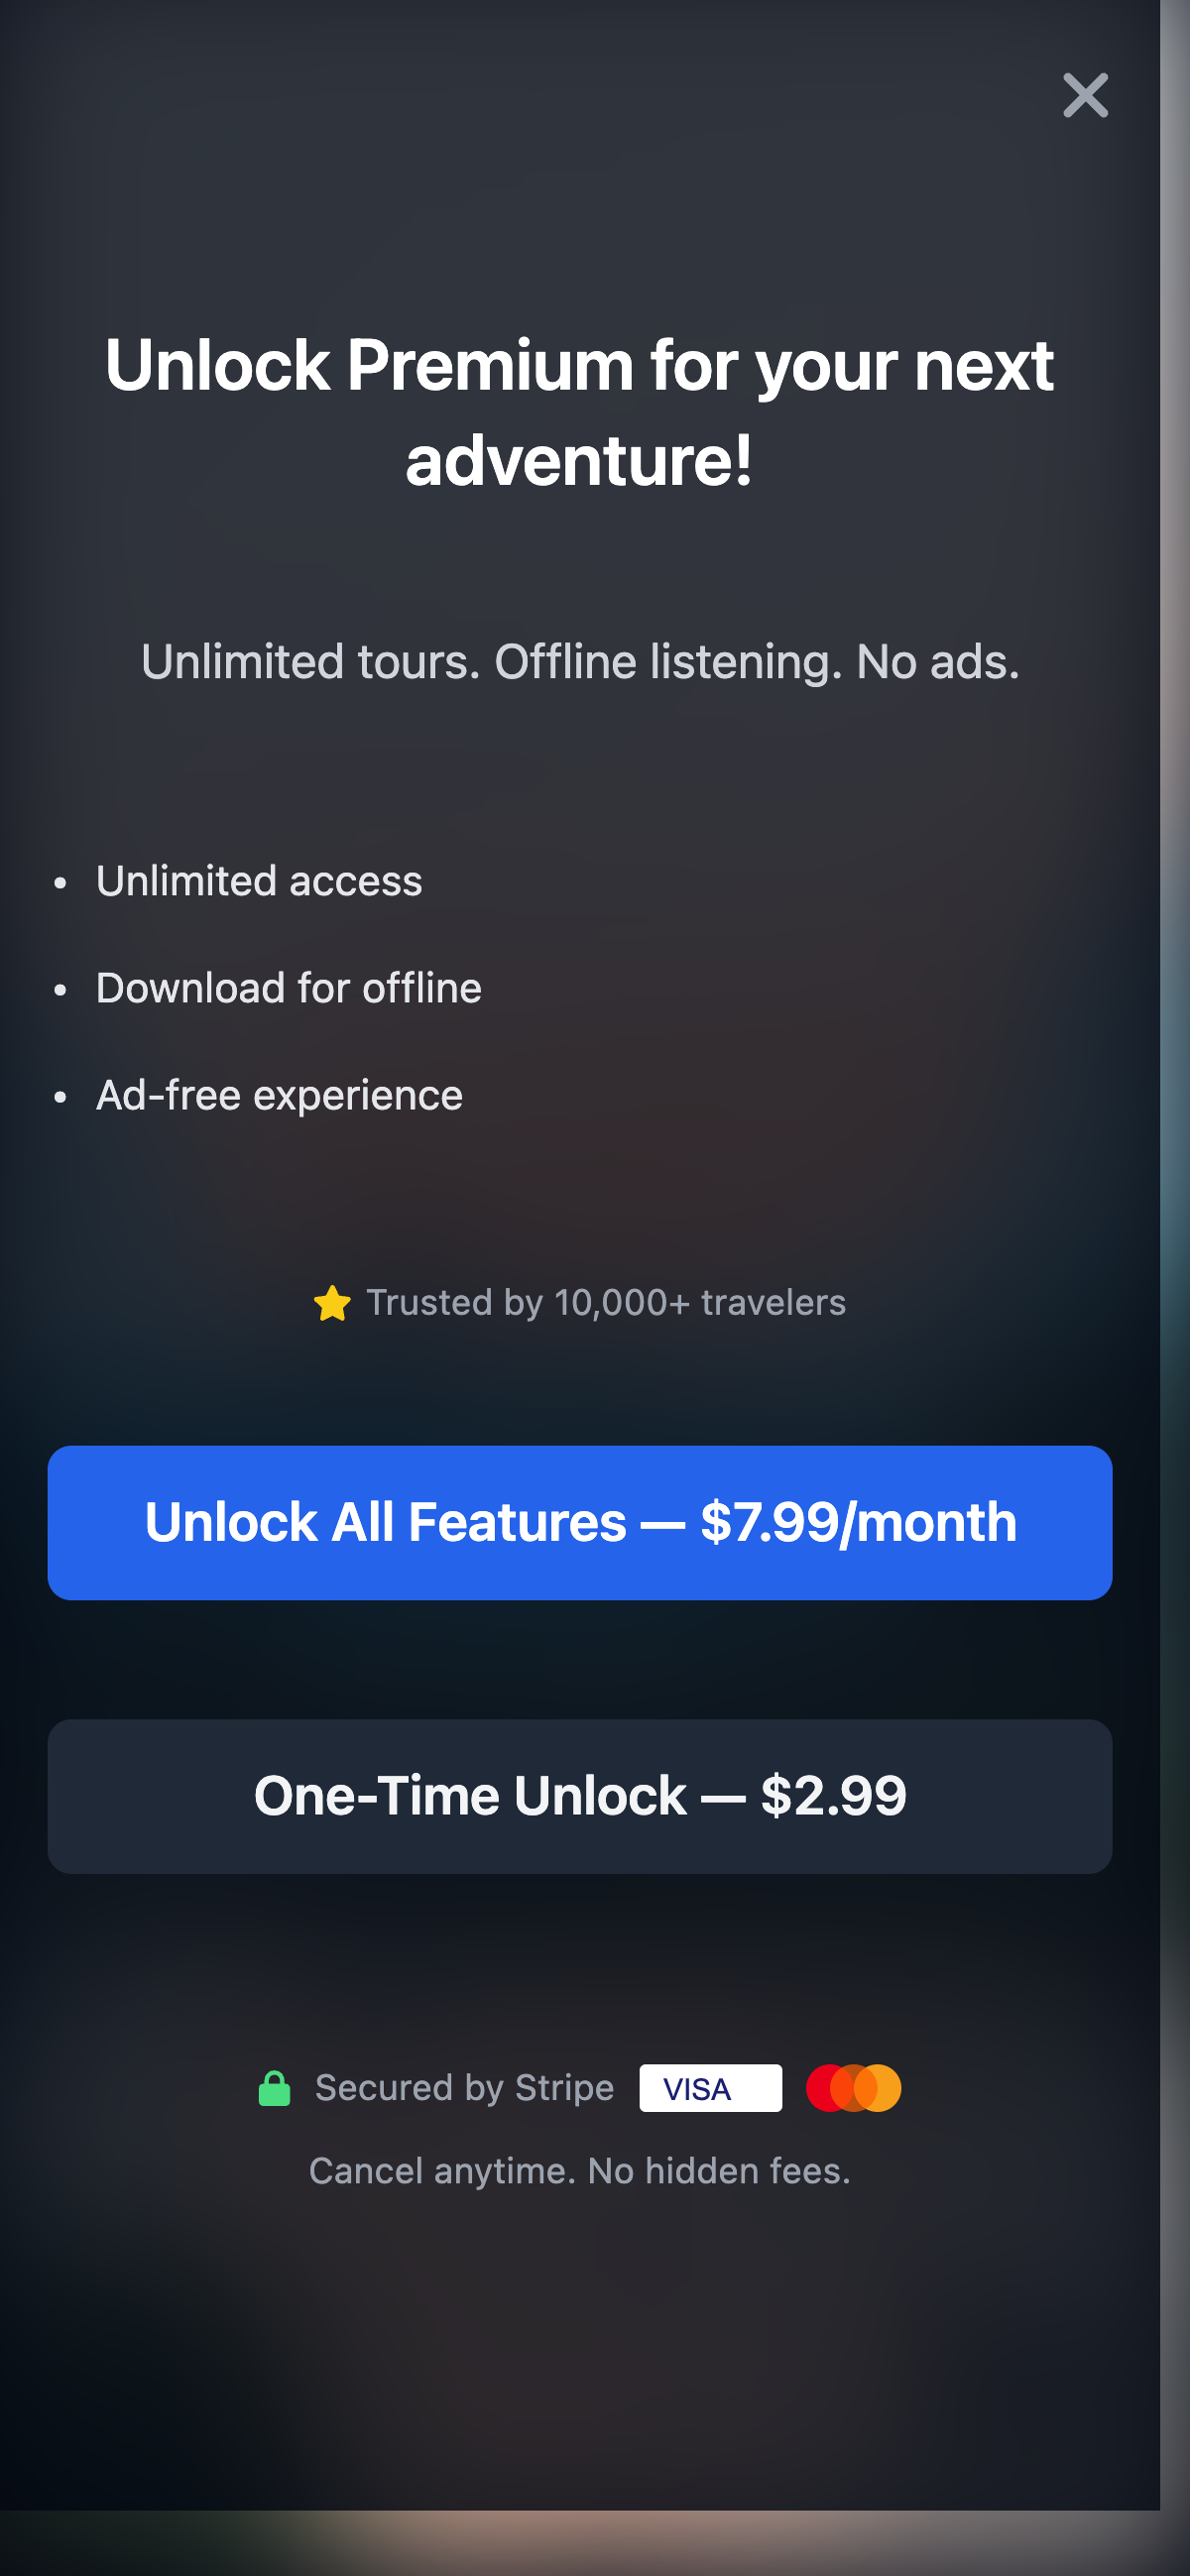 Unlock Premium for your next
adventure!
Unlimited tours. Offline listening. No ads.
• Unlimited access
• Download for offline
• Ad-free experience
Trusted by 10,000+ travelers
Unlock All Features — $7.99/month
One-Time Unlock — $2.99
Secured by Stripe VISA
Cancel anytime. No hidden fees.